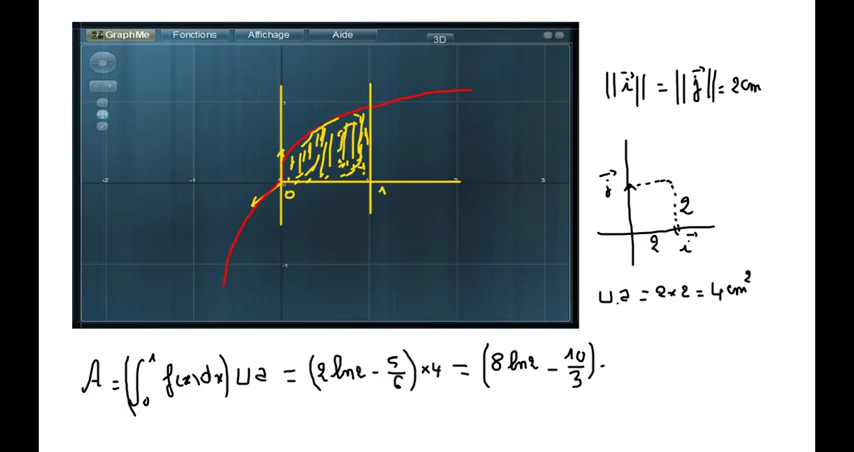 GraphMe Fonctions Affichage Aide 3D
1
-2 -1 0 1 2 3
-1
||i⃗|| = ||j⃗|| = 2cm
j⃗
2
2 i⃗
u.a = 2×2 = 4cm²
A = (∫₀¹ f(x)dx) ua = (2ln2 - 5/6) ×4 = (8ln2 - 10/3).